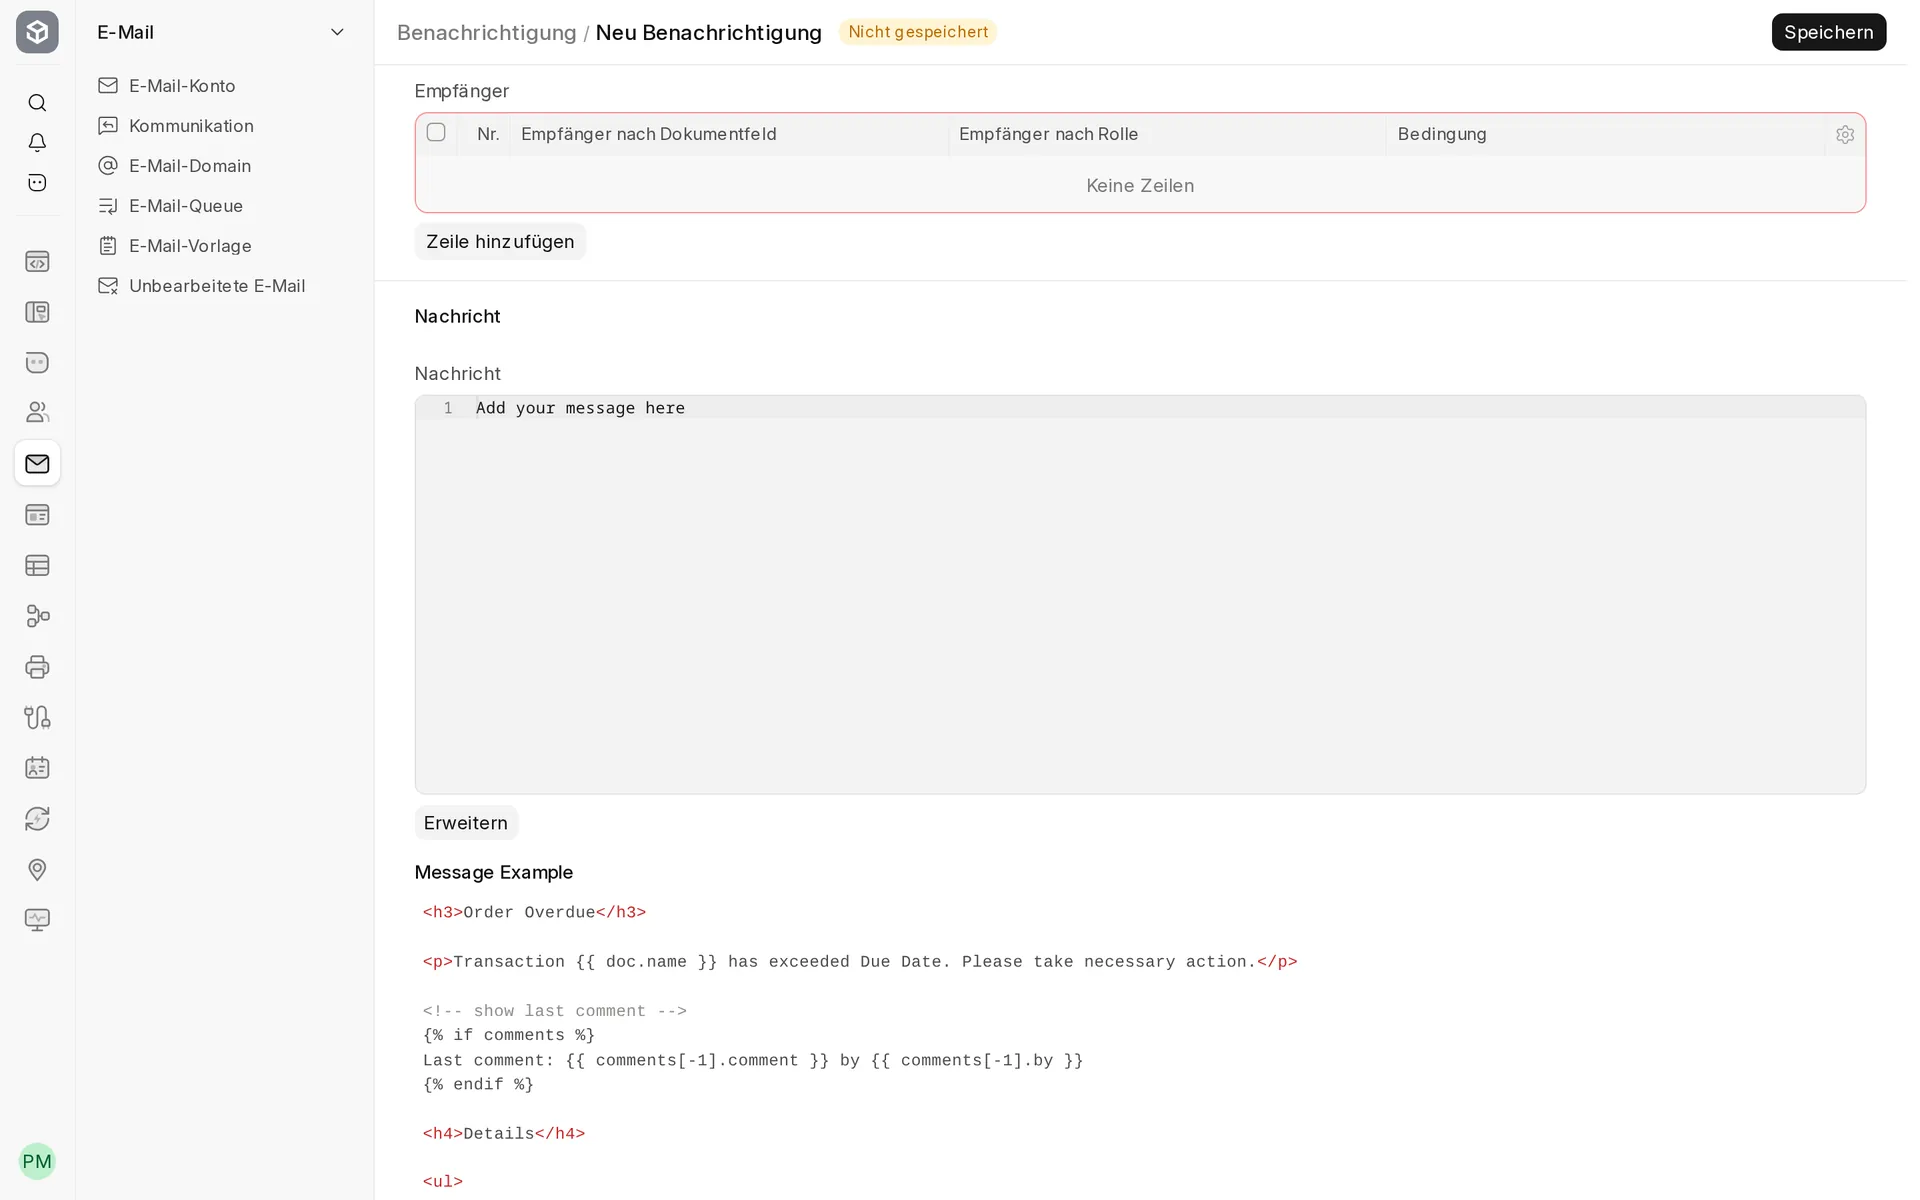 E-Mail
Benachrichtigung / Neu Benachrichtigung
Nicht gespeichert
Speichern
E-Mail-Konto
Kommunikation
E-Mail-Domain
E-Mail-Queue
E-Mail-Vorlage
Unbearbeitete E-Mail
PM
Empfänger
Nr. Empfänger nach Dokumentfeld Empfänger nach Rolle Bedingung
Keine Zeilen
Zeile hinzufügen
Nachricht
Nachricht
1 Add your message here
Erweitern
Message Example
<h3>Order Overdue</h3>
<p>Transaction {{ doc.name }} has exceeded Due Date. Please take necessary action.</p>
<!-- show last comment -->
{% if comments %}
Last comment: {{ comments[-1].comment }} by {{ comments[-1].by }}
{% endif %}
<h4>Details</h4>
<ul>